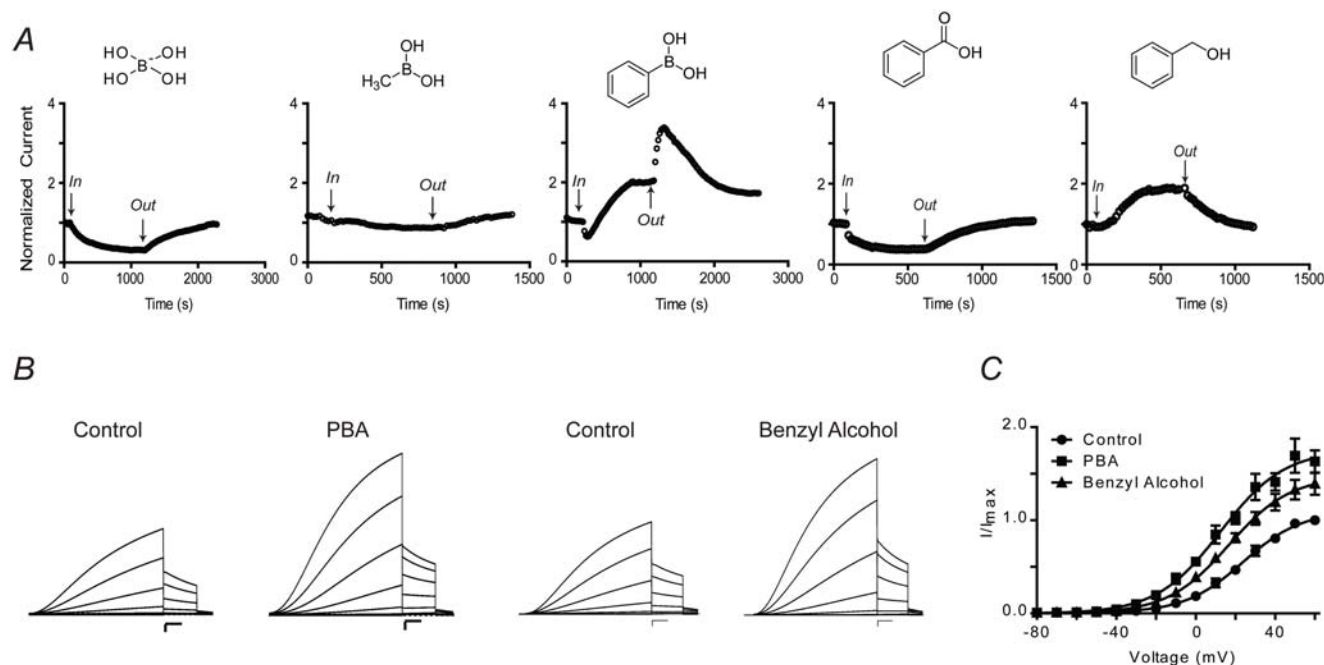 A
HO OH
B-
HO OH
OH
B
H3C OH
OH
B
OH
O
OH
OH
Normalized Current
4
2
0
In
Out
0 1000 2000 3000
Time (s)
4
2
0
In
Out
0 500 1000 1500
Time (s)
4
2
0
In
Out
0 1000 2000 3000
Time (s)
4
2
0
In
Out
0 500 1000 1500
Time (s)
4
2
0
In
Out
0 500 1000 1500
Time (s)
B
Control
PBA
Control
Benzyl Alcohol
C
I/Imax
2.0
1.0
0.0
Control
PBA
Benzyl Alcohol
-80 -40 0 40
Voltage (mV)